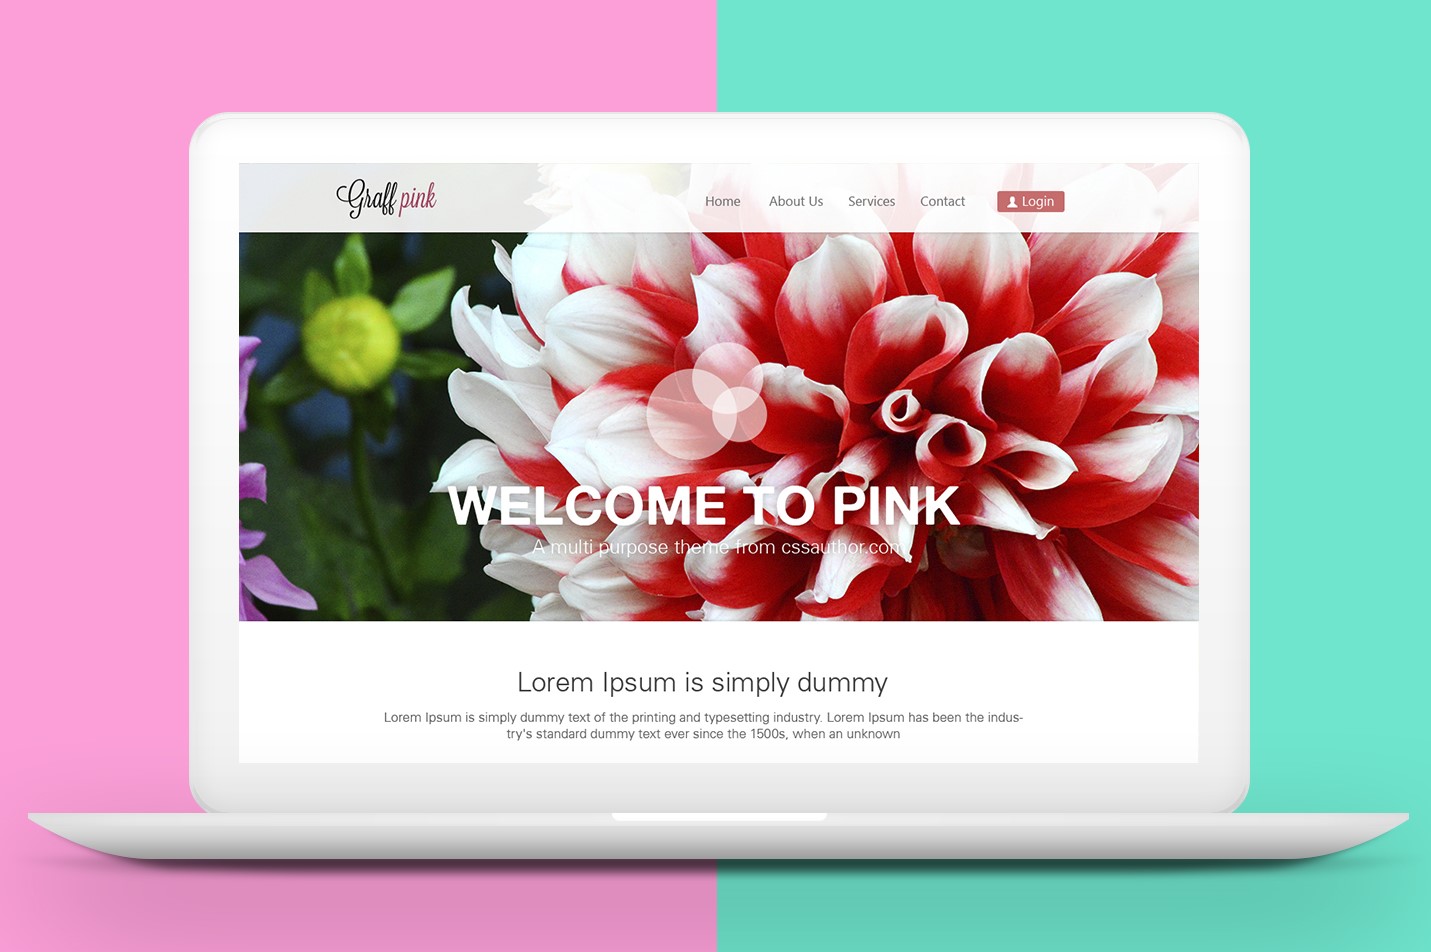 Graff pink
Home About Us Services Contact Login
WELCOME TO PINK
A multi purpose theme from cssauthor.com
Lorem Ipsum is simply dummy
Lorem Ipsum is simply dummy text of the printing and typesetting industry. Lorem Ipsum has been the indus-
try's standard dummy text ever since the 1500s, when an unknown